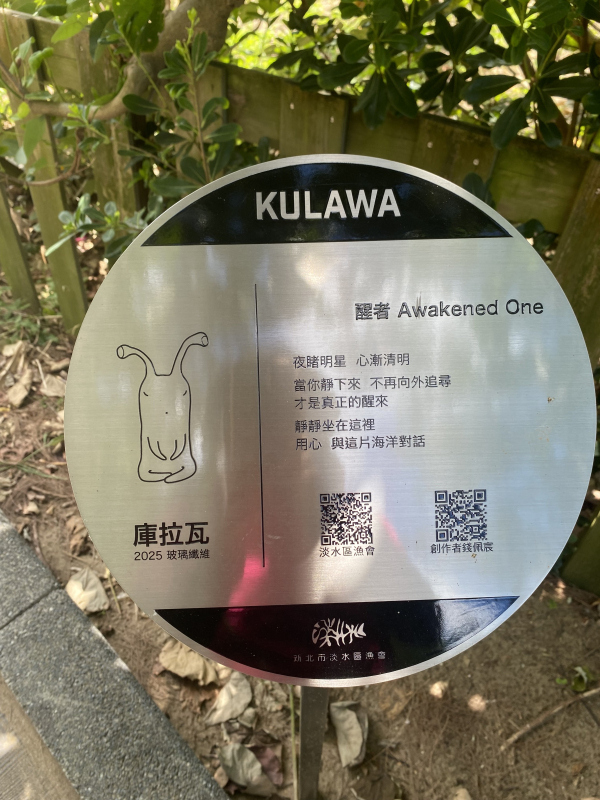 KULAWA
醒者 Awakened One
夜睹明星 心漸清明
當你靜下來 不再向外追尋
才是真正的醒來
靜靜坐在這裡
用心 與這片海洋對話
庫拉瓦
2025 玻璃纖維
淡水區漁會
創作者錢佩宸
新北市淡水區漁會